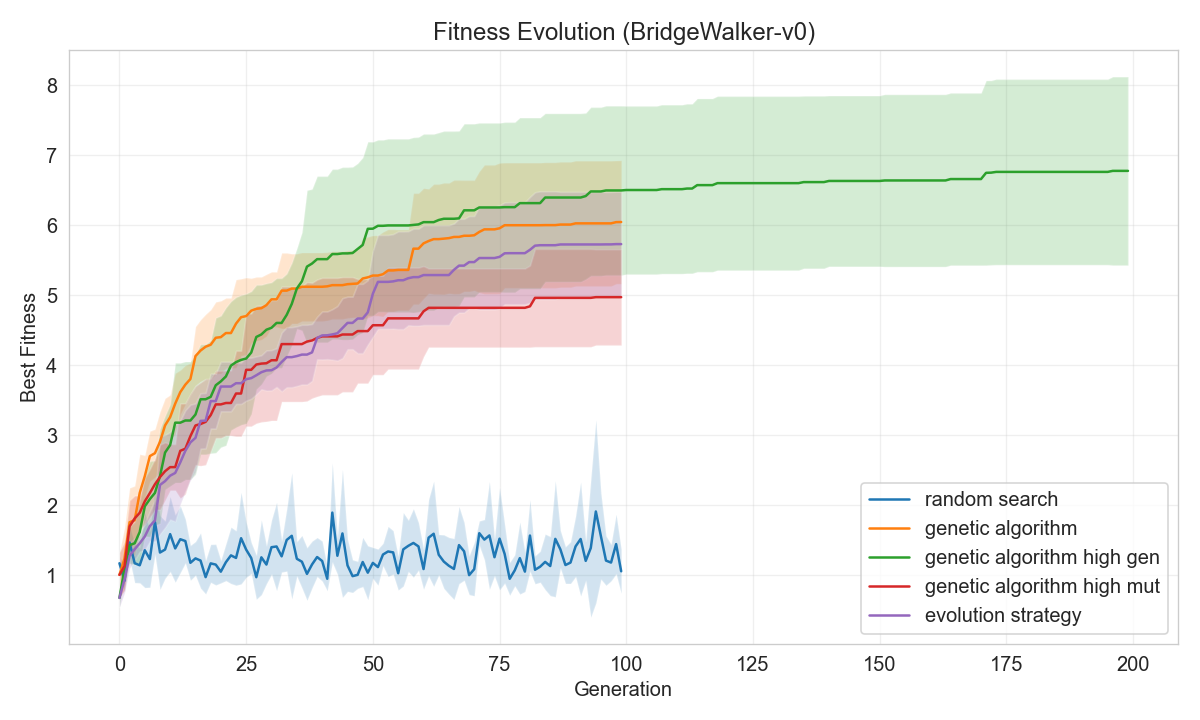 Fitness Evolution (BridgeWalker-v0)
Best Fitness
8
7
6
5
4
3
2
1
0
25
50
75
100
125
150
175
200
Generation
random search
genetic algorithm
genetic algorithm high gen
genetic algorithm high mut
evolution strategy